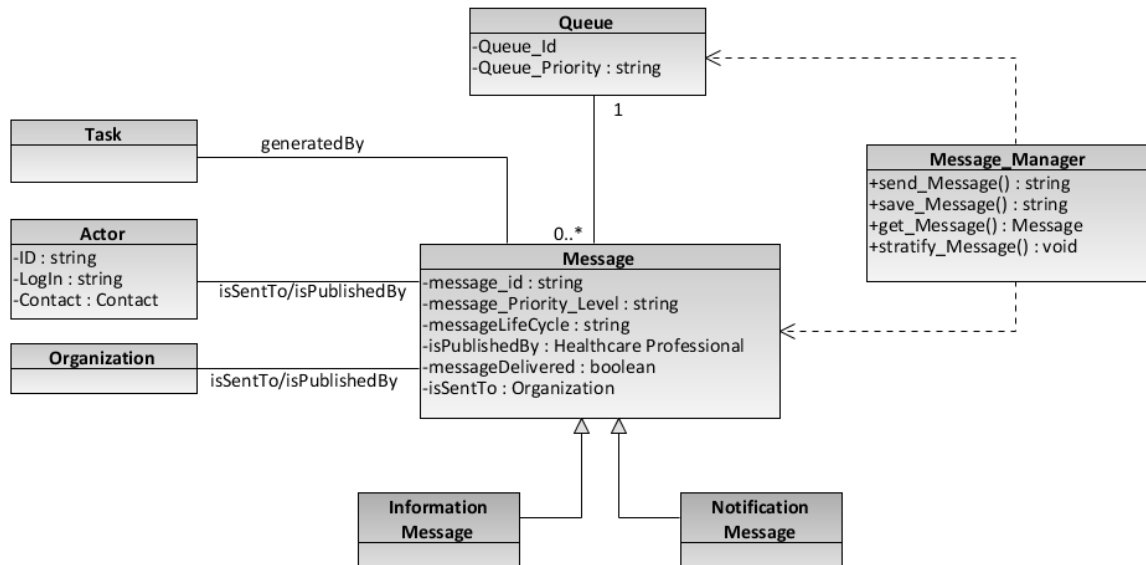 Queue
-Queue_Id
-Queue_Priority : string
1
Task
generatedBy
Message_Manager
+send_Message() : string
+save_Message() : string
+get_Message() : Message
+stratify_Message() : void
Actor
-ID : string
-LogIn : string
-Contact : Contact
isSentTo/isPublishedBy
0..*
Message
-message_id : string
-message_Priority_Level : string
-messageLifeCycle : string
-isPublishedBy : Healthcare Professional
-messageDelivered : boolean
-isSentTo : Organization
Organization
isSentTo/isPublishedBy
Information
Message
Notification
Message